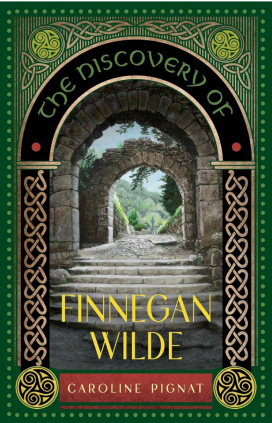 THE DISCOVERY OF
FINNEGAN
WILDE
CAROLINE PIGNAT